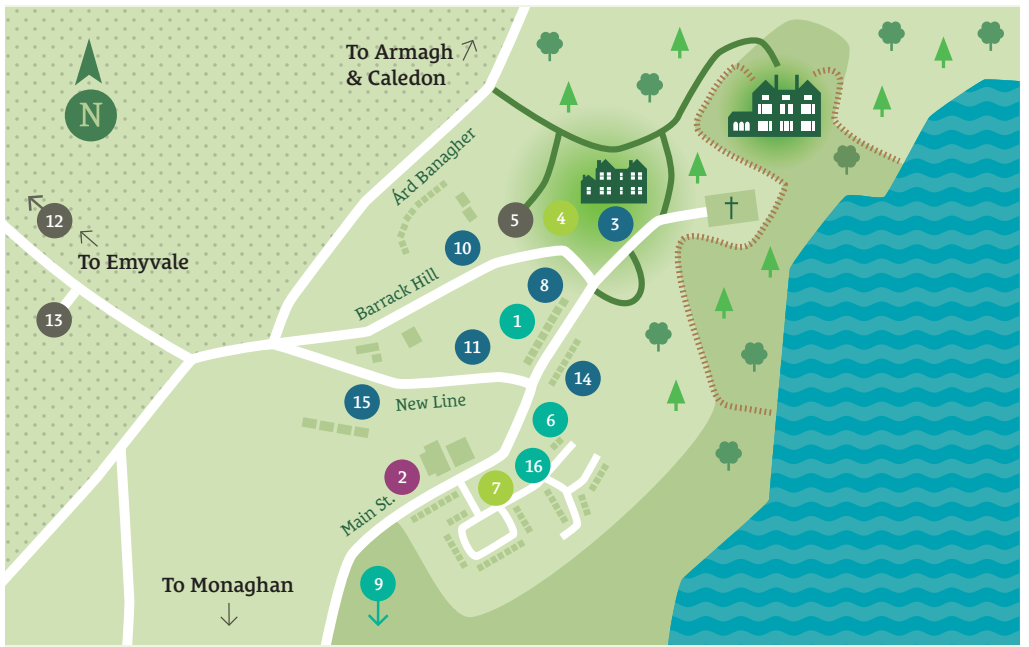 To Armagh
& Caledon
N
Árd Banagher
12
To Emyvale
5
4
3
10
Barrack Hill
8
13
1
11
14
15
New Line
6
16
2
7
Main St.
To Monaghan
9